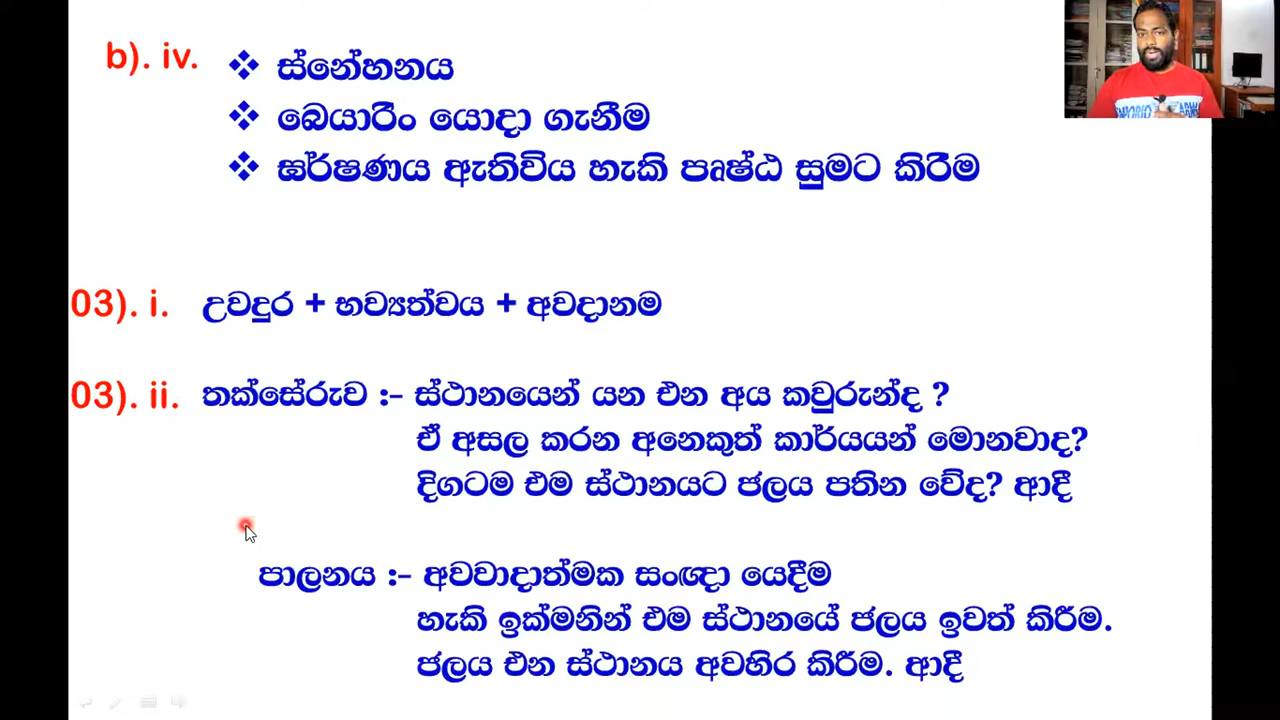 b). iv. ❖ ස්නේහනය
❖ බෙයාරිං යොදා ගැනීම
❖ ඝර්ෂණය ඇතිවිය හැකි පෘෂ්ඨ සුමට කිරීම
03). i. උවදුර + භව්‍යත්වය + අවදානම
03). ii. තක්සේරුව :- ස්ථානයෙන් යන එන අය කවුරුන්ද ?
ඒ අසල කරන අනෙකුත් කාර්යයන් මොනවාද?
දිගටම එම ස්ථානයට ජලය පතින වේද? ආදී
පාලනය :- අවවාදාත්මක සංඥා යෙදීම
හැකි ඉක්මනින් එම ස්ථානයේ ජලය ඉවත් කිරීම.
ජලය එන ස්ථානය අවහිර කිරීම. ආදී